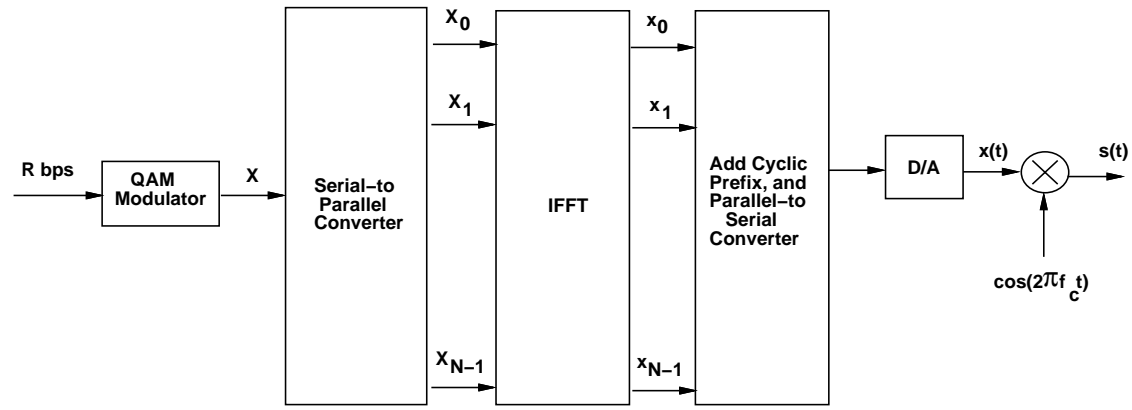 R bps
QAM
Modulator
X
Serial−to
Parallel
Converter
X0
X1
XN−1
IFFT
x0
x1
xN−1
Add Cyclic
Prefix, and
Parallel−to
Serial
Converter
D/A
x(t)
s(t)
cos(2πfct)